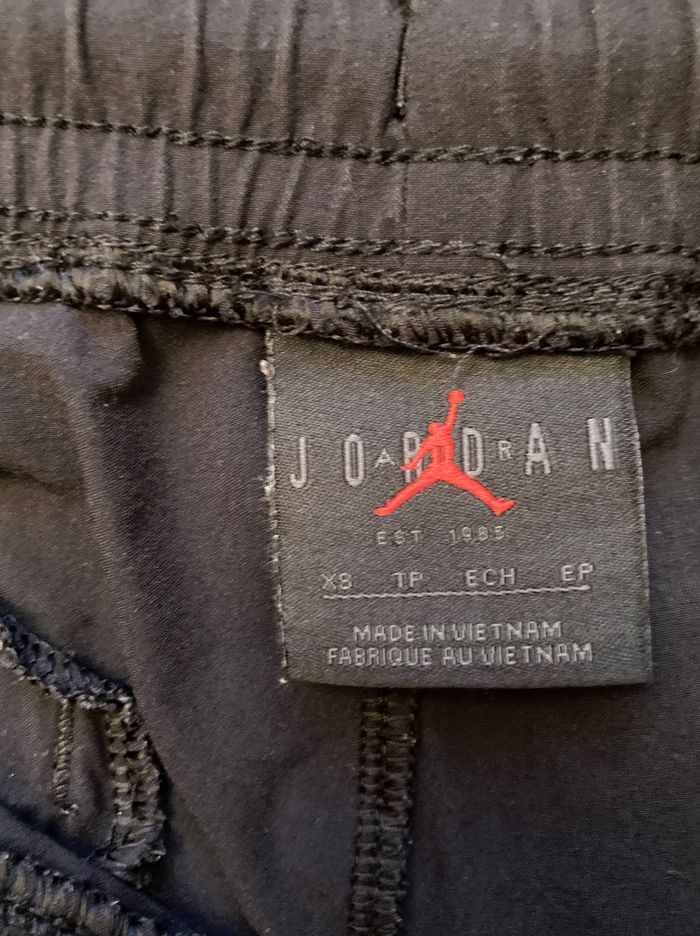 JORDAN
AIR
EST 1985
XS TP ECH EP
MADE IN VIETNAM
FABRIQUE AU VIETNAM